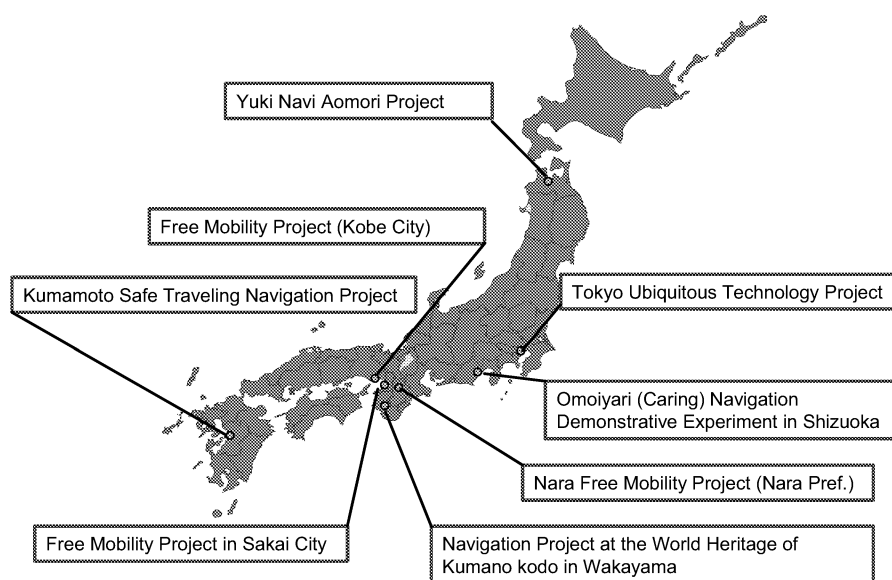 Yuki Navi Aomori Project
Free Mobility Project (Kobe City)
Kumamoto Safe Traveling Navigation Project
Tokyo Ubiquitous Technology Project
Omoiyari (Caring) Navigation
Demonstrative Experiment in Shizuoka
Nara Free Mobility Project (Nara Pref.)
Free Mobility Project in Sakai City
Navigation Project at the World Heritage of
Kumano kodo in Wakayama